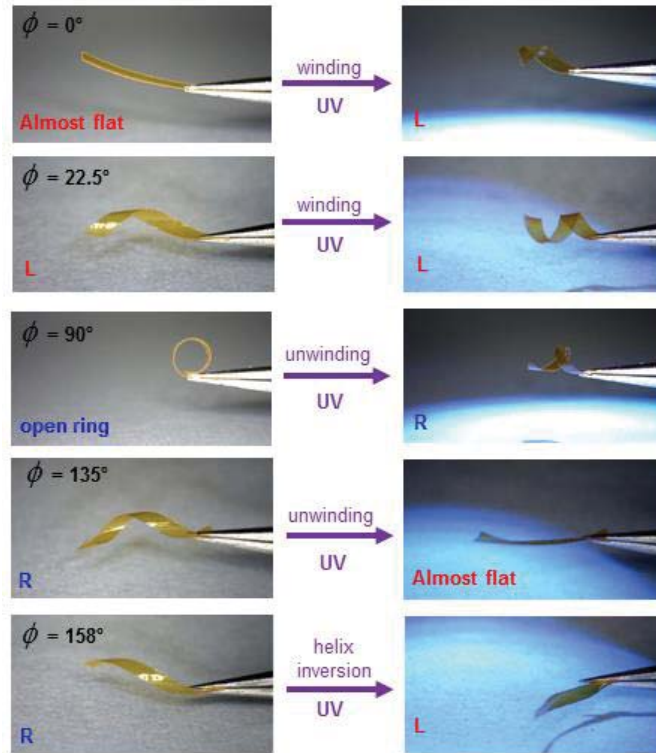 ϕ = 0°
Almost flat
winding
UV
L
ϕ = 22.5°
L
winding
UV
L
ϕ = 90°
open ring
unwinding
UV
R
ϕ = 135°
R
unwinding
UV
Almost flat
ϕ = 158°
R
helix
inversion
UV
L